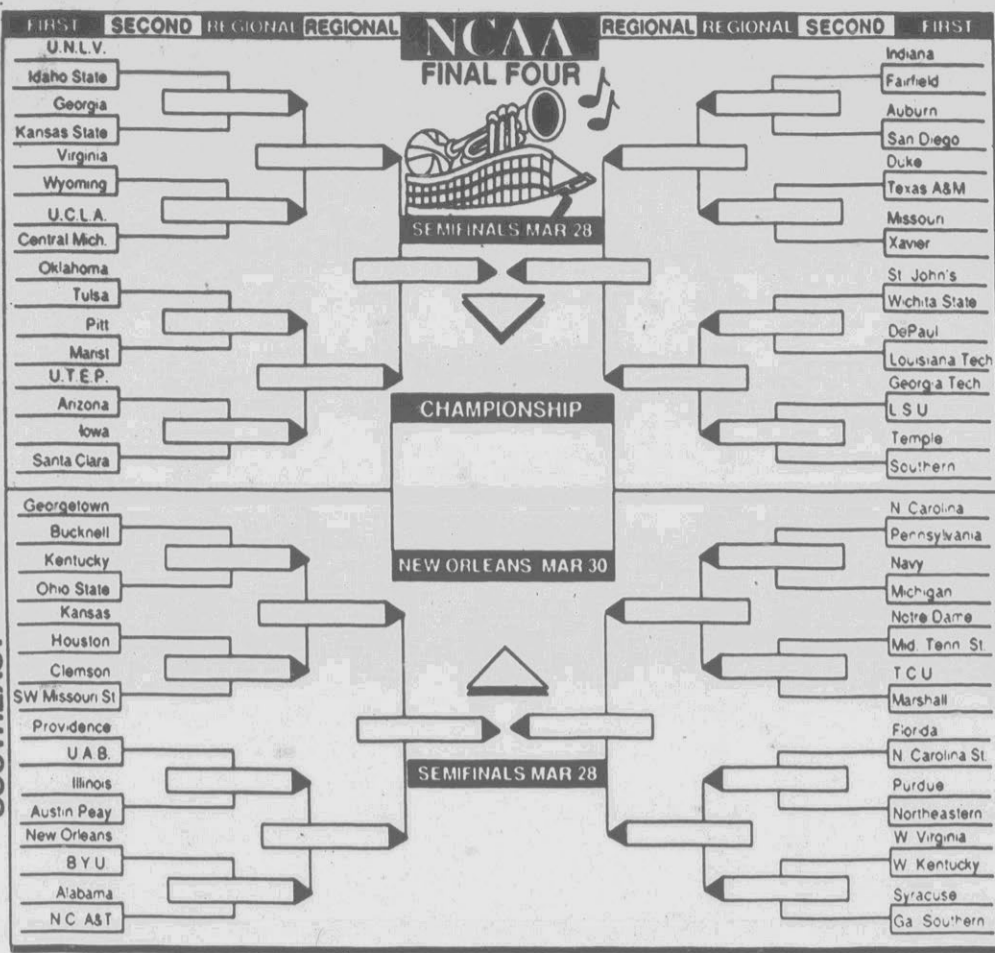 FIRST SECOND REGIONAL REGIONAL
NCAA
FINAL FOUR
REGIONAL REGIONAL SECOND FIRST
U.N.L.V.
Idaho State
Georgia
Kansas State
Virginia
Wyoming
U.C.L.A.
Central Mich.
Oklahoma
Tulsa
Pitt
Marist
U.T.E.P.
Arizona
Iowa
Santa Clara
Georgetown
Bucknell
Kentucky
Ohio State
Kansas
Houston
Clemson
SW Missouri St
Providence
U.A.B.
Illinois
Austin Peay
New Orleans
B Y U.
Alabama
N C A&T
SEMIFINALS MAR 28
CHAMPIONSHIP
NEW ORLEANS MAR 30
SEMIFINALS MAR 28
Indiana
Fairfield
Auburn
San Diego
Duke
Texas A&M
Missouri
Xavier
St. John's
Wichita State
DePaul
Louisiana Tech
Georgia Tech
L S U
Temple
Southern
N Carolina
Pennsylvania
Navy
Michigan
Notre Dame
Mid. Tenn. St.
T C U
Marshall
Florida
N. Carolina St.
Purdue
Northeastern
W Virginia
W Kentucky
Syracuse
Ga Southern